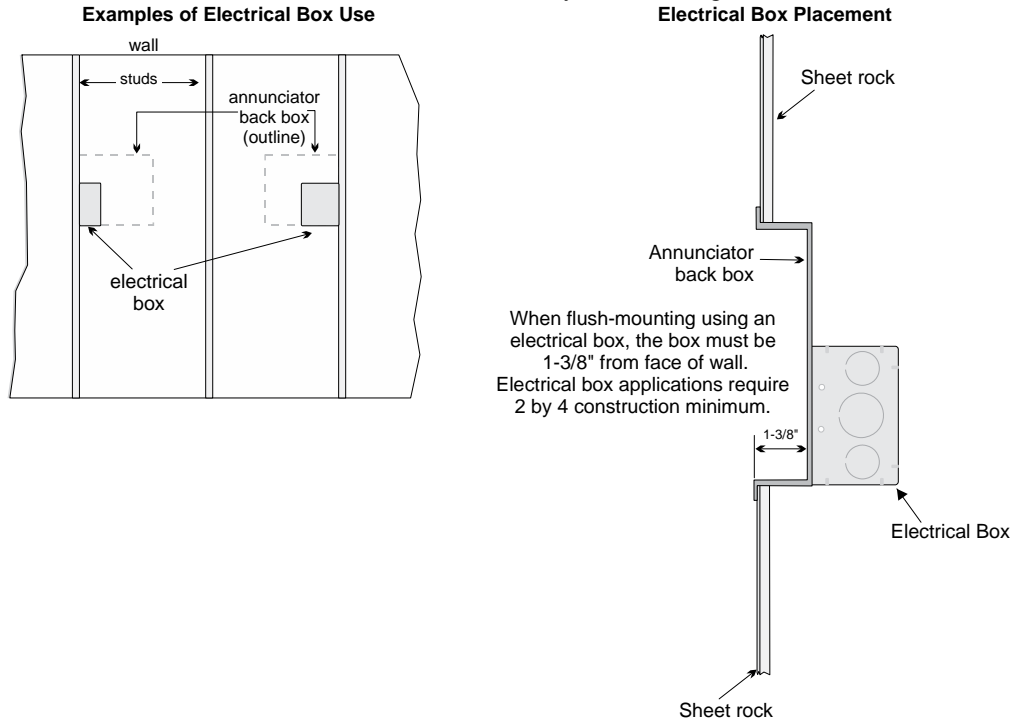 Examples of Electrical Box Use
wall
studs
annunciator
back box
(outline)
electrical
box
Electrical Box Placement
Sheet rock
Annunciator
back box
When flush-mounting using an
electrical box, the box must be
1-3/8" from face of wall.
Electrical box applications require
2 by 4 construction minimum.
1-3/8"
Electrical Box
Sheet rock